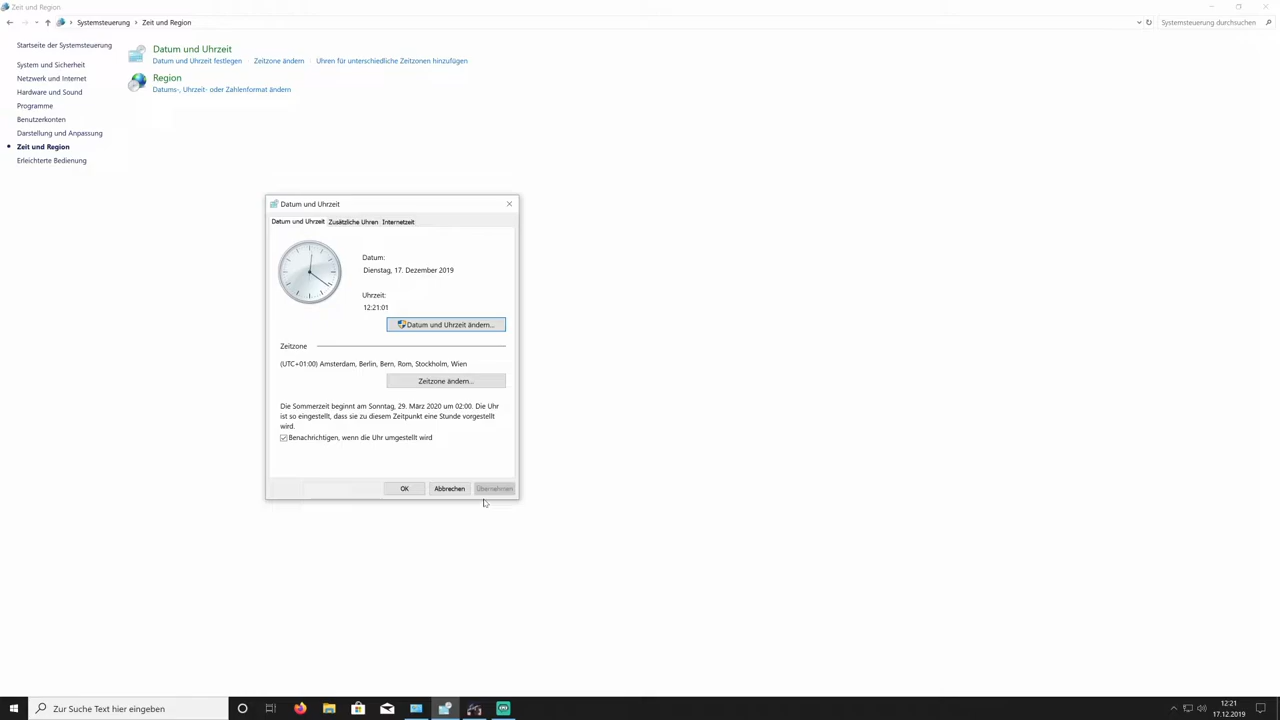 Zeit und Region
Systemsteuerung › Zeit und Region
Systemsteuerung durchsuchen
Startseite der Systemsteuerung
System und Sicherheit
Netzwerk und Internet
Hardware und Sound
Programme
Benutzerkonten
Darstellung und Anpassung
Zeit und Region
Erleichterte Bedienung
Datum und Uhrzeit
Datum und Uhrzeit festlegen
Zeitzone ändern
Uhren für unterschiedliche Zeitzonen hinzufügen
Region
Datums-, Uhrzeit- oder Zahlenformat ändern
Datum und Uhrzeit
Datum und Uhrzeit
Zusätzliche Uhren
Internetzeit
Datum:
Dienstag, 17. Dezember 2019
Uhrzeit:
12:21:01
Datum und Uhrzeit ändern...
Zeitzone
(UTC+01:00) Amsterdam, Berlin, Bern, Rom, Stockholm, Wien
Zeitzone ändern...
Die Sommerzeit beginnt am Sonntag, 29. März 2020 um 02:00. Die Uhr
ist so eingestellt, dass sie zu diesem Zeitpunkt eine Stunde vorgestellt
wird.
Benachrichtigen, wenn die Uhr umgestellt wird
OK
Abbrechen
Übernehmen
Zur Suche Text hier eingeben
12:21
17.12.2019